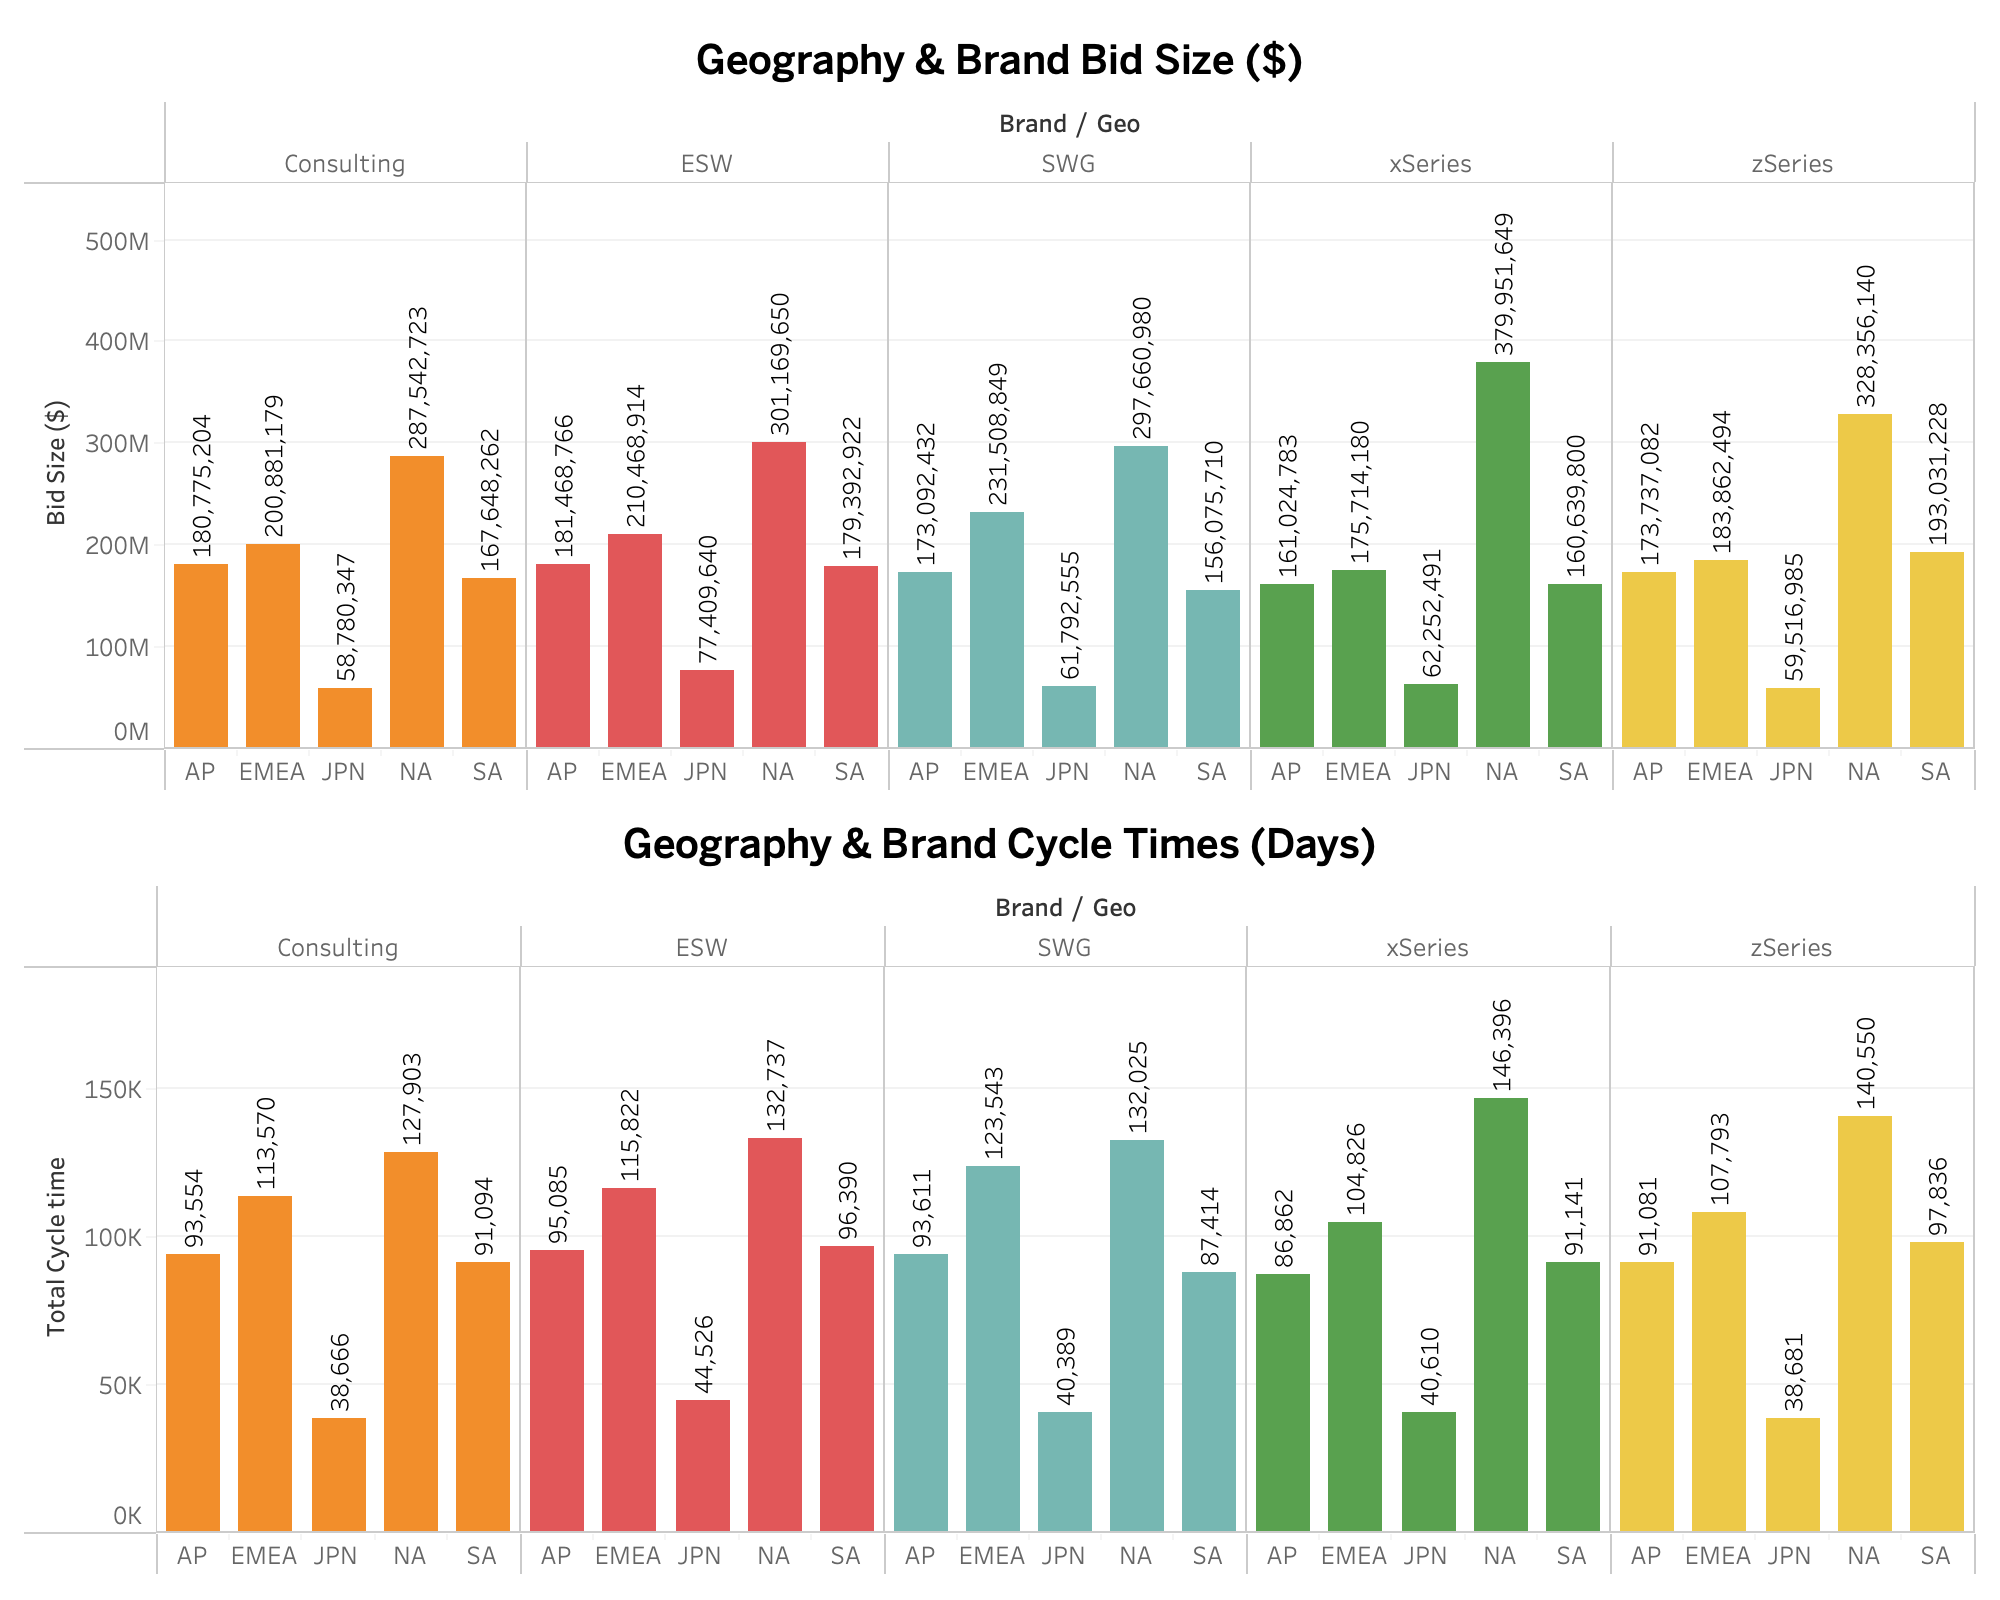 Geography & Brand Bid Size ($)
Brand / Geo
Consulting ESW SWG xSeries zSeries
Bid Size ($)
500M
400M
300M
200M
100M
0M
180,775,204 200,881,179 58,780,347 287,542,723 167,648,262 181,468,766 210,468,914 77,409,640 301,169,650 179,392,922 173,092,432 231,508,849 61,792,555 297,660,980 156,075,710 161,024,783 175,714,180 62,252,491 379,951,649 160,639,800 173,737,082 183,862,494 59,516,985 328,356,140 193,031,228
AP EMEA JPN NA SA AP EMEA JPN NA SA AP EMEA JPN NA SA AP EMEA JPN NA SA AP EMEA JPN NA SA
Geography & Brand Cycle Times (Days)
Brand / Geo
Consulting ESW SWG xSeries zSeries
Total Cycle time
150K
100K
50K
0K
93,554 113,570 38,666 127,903 91,094 95,085 115,822 44,526 132,737 96,390 93,611 123,543 40,389 132,025 87,414 86,862 104,826 40,610 146,396 91,141 91,081 107,793 38,681 140,550 97,836
AP EMEA JPN NA SA AP EMEA JPN NA SA AP EMEA JPN NA SA AP EMEA JPN NA SA AP EMEA JPN NA SA